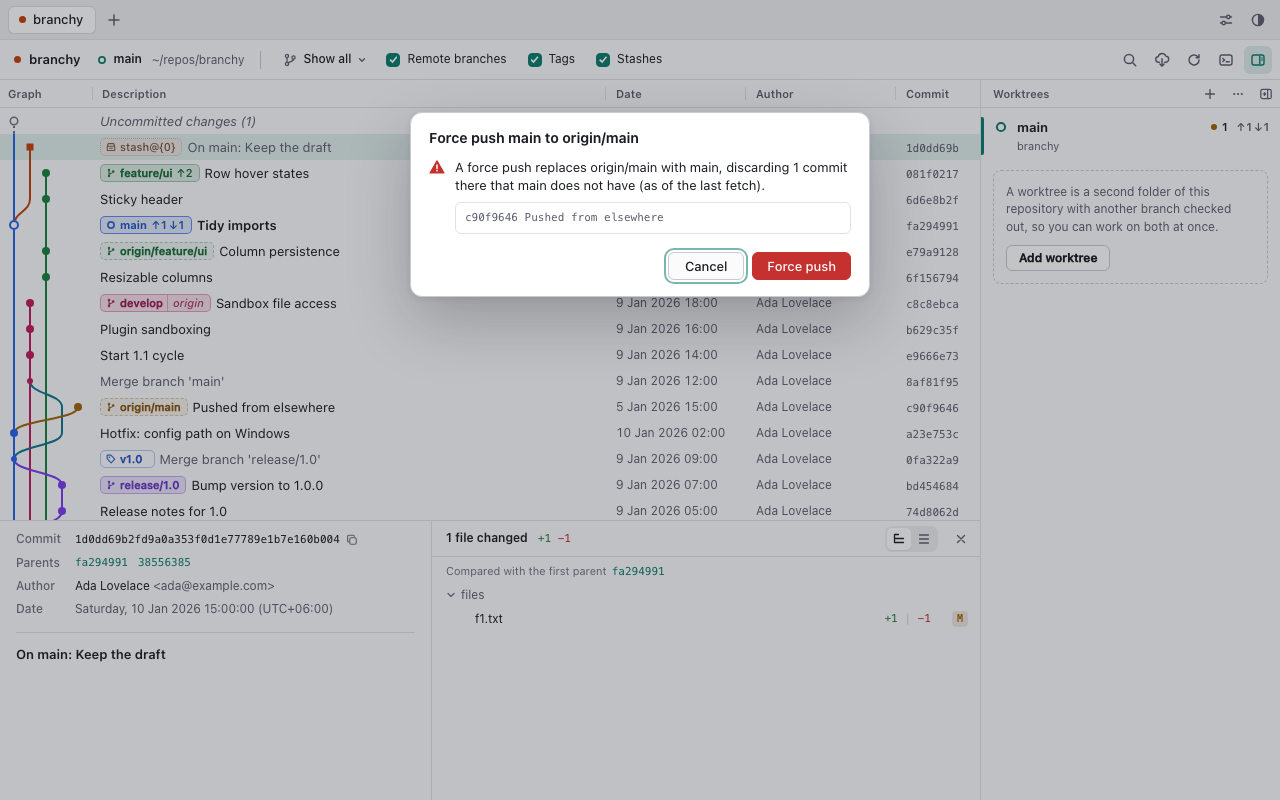 branchy
branchy main ~/repos/branchy Show all Remote branches Tags Stashes
Graph Description Date Author Commit Worktrees
Uncommitted changes (1)
stash@{0} On main: Keep the draft 1d0dd69b
feature/ui ↑2 Row hover states 081f0217
Sticky header 6d6e8b2f
main ↑1↓1 Tidy imports fa294991
origin/feature/ui Column persistence e79a9128
Resizable columns 6f156794
develop origin Sandbox file access 9 Jan 2026 18:00 Ada Lovelace c8c8ebca
Plugin sandboxing 9 Jan 2026 16:00 Ada Lovelace b629c35f
Start 1.1 cycle 9 Jan 2026 14:00 Ada Lovelace e9666e73
Merge branch 'main' 9 Jan 2026 12:00 Ada Lovelace 8af81f95
origin/main Pushed from elsewhere 5 Jan 2026 15:00 Ada Lovelace c90f9646
Hotfix: config path on Windows 10 Jan 2026 02:00 Ada Lovelace a23e753c
v1.0 Merge branch 'release/1.0' 9 Jan 2026 09:00 Ada Lovelace 0fa322a9
release/1.0 Bump version to 1.0.0 9 Jan 2026 07:00 Ada Lovelace bd454684
Release notes for 1.0 9 Jan 2026 05:00 Ada Lovelace 74d8062d
Force push main to origin/main
A force push replaces origin/main with main, discarding 1 commit
there that main does not have (as of the last fetch).
c90f9646 Pushed from elsewhere
Cancel Force push
main 1 ↑1↓1
branchy
A worktree is a second folder of this
repository with another branch checked
out, so you can work on both at once.
Add worktree
Commit 1d0dd69b2fd9a0a353f0d1e77789e1b7e160b004
Parents fa294991 38556385
Author Ada Lovelace <ada@example.com>
Date Saturday, 10 Jan 2026 15:00:00 (UTC+06:00)
On main: Keep the draft
1 file changed +1 −1
Compared with the first parent fa294991
files
f1.txt +1 −1 M